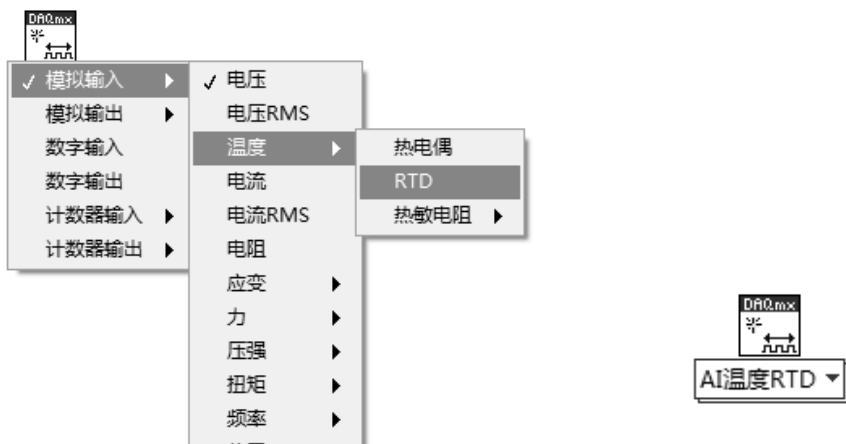 DAQmx
模拟输入
模拟输出
数字输入
数字输出
计数器输入
计数器输出
电压
电压RMS
温度
电流
电流RMS
电阻
应变
力
压强
扭矩
频率
热电偶
RTD
热敏电阻
DAQmx
AI温度RTD